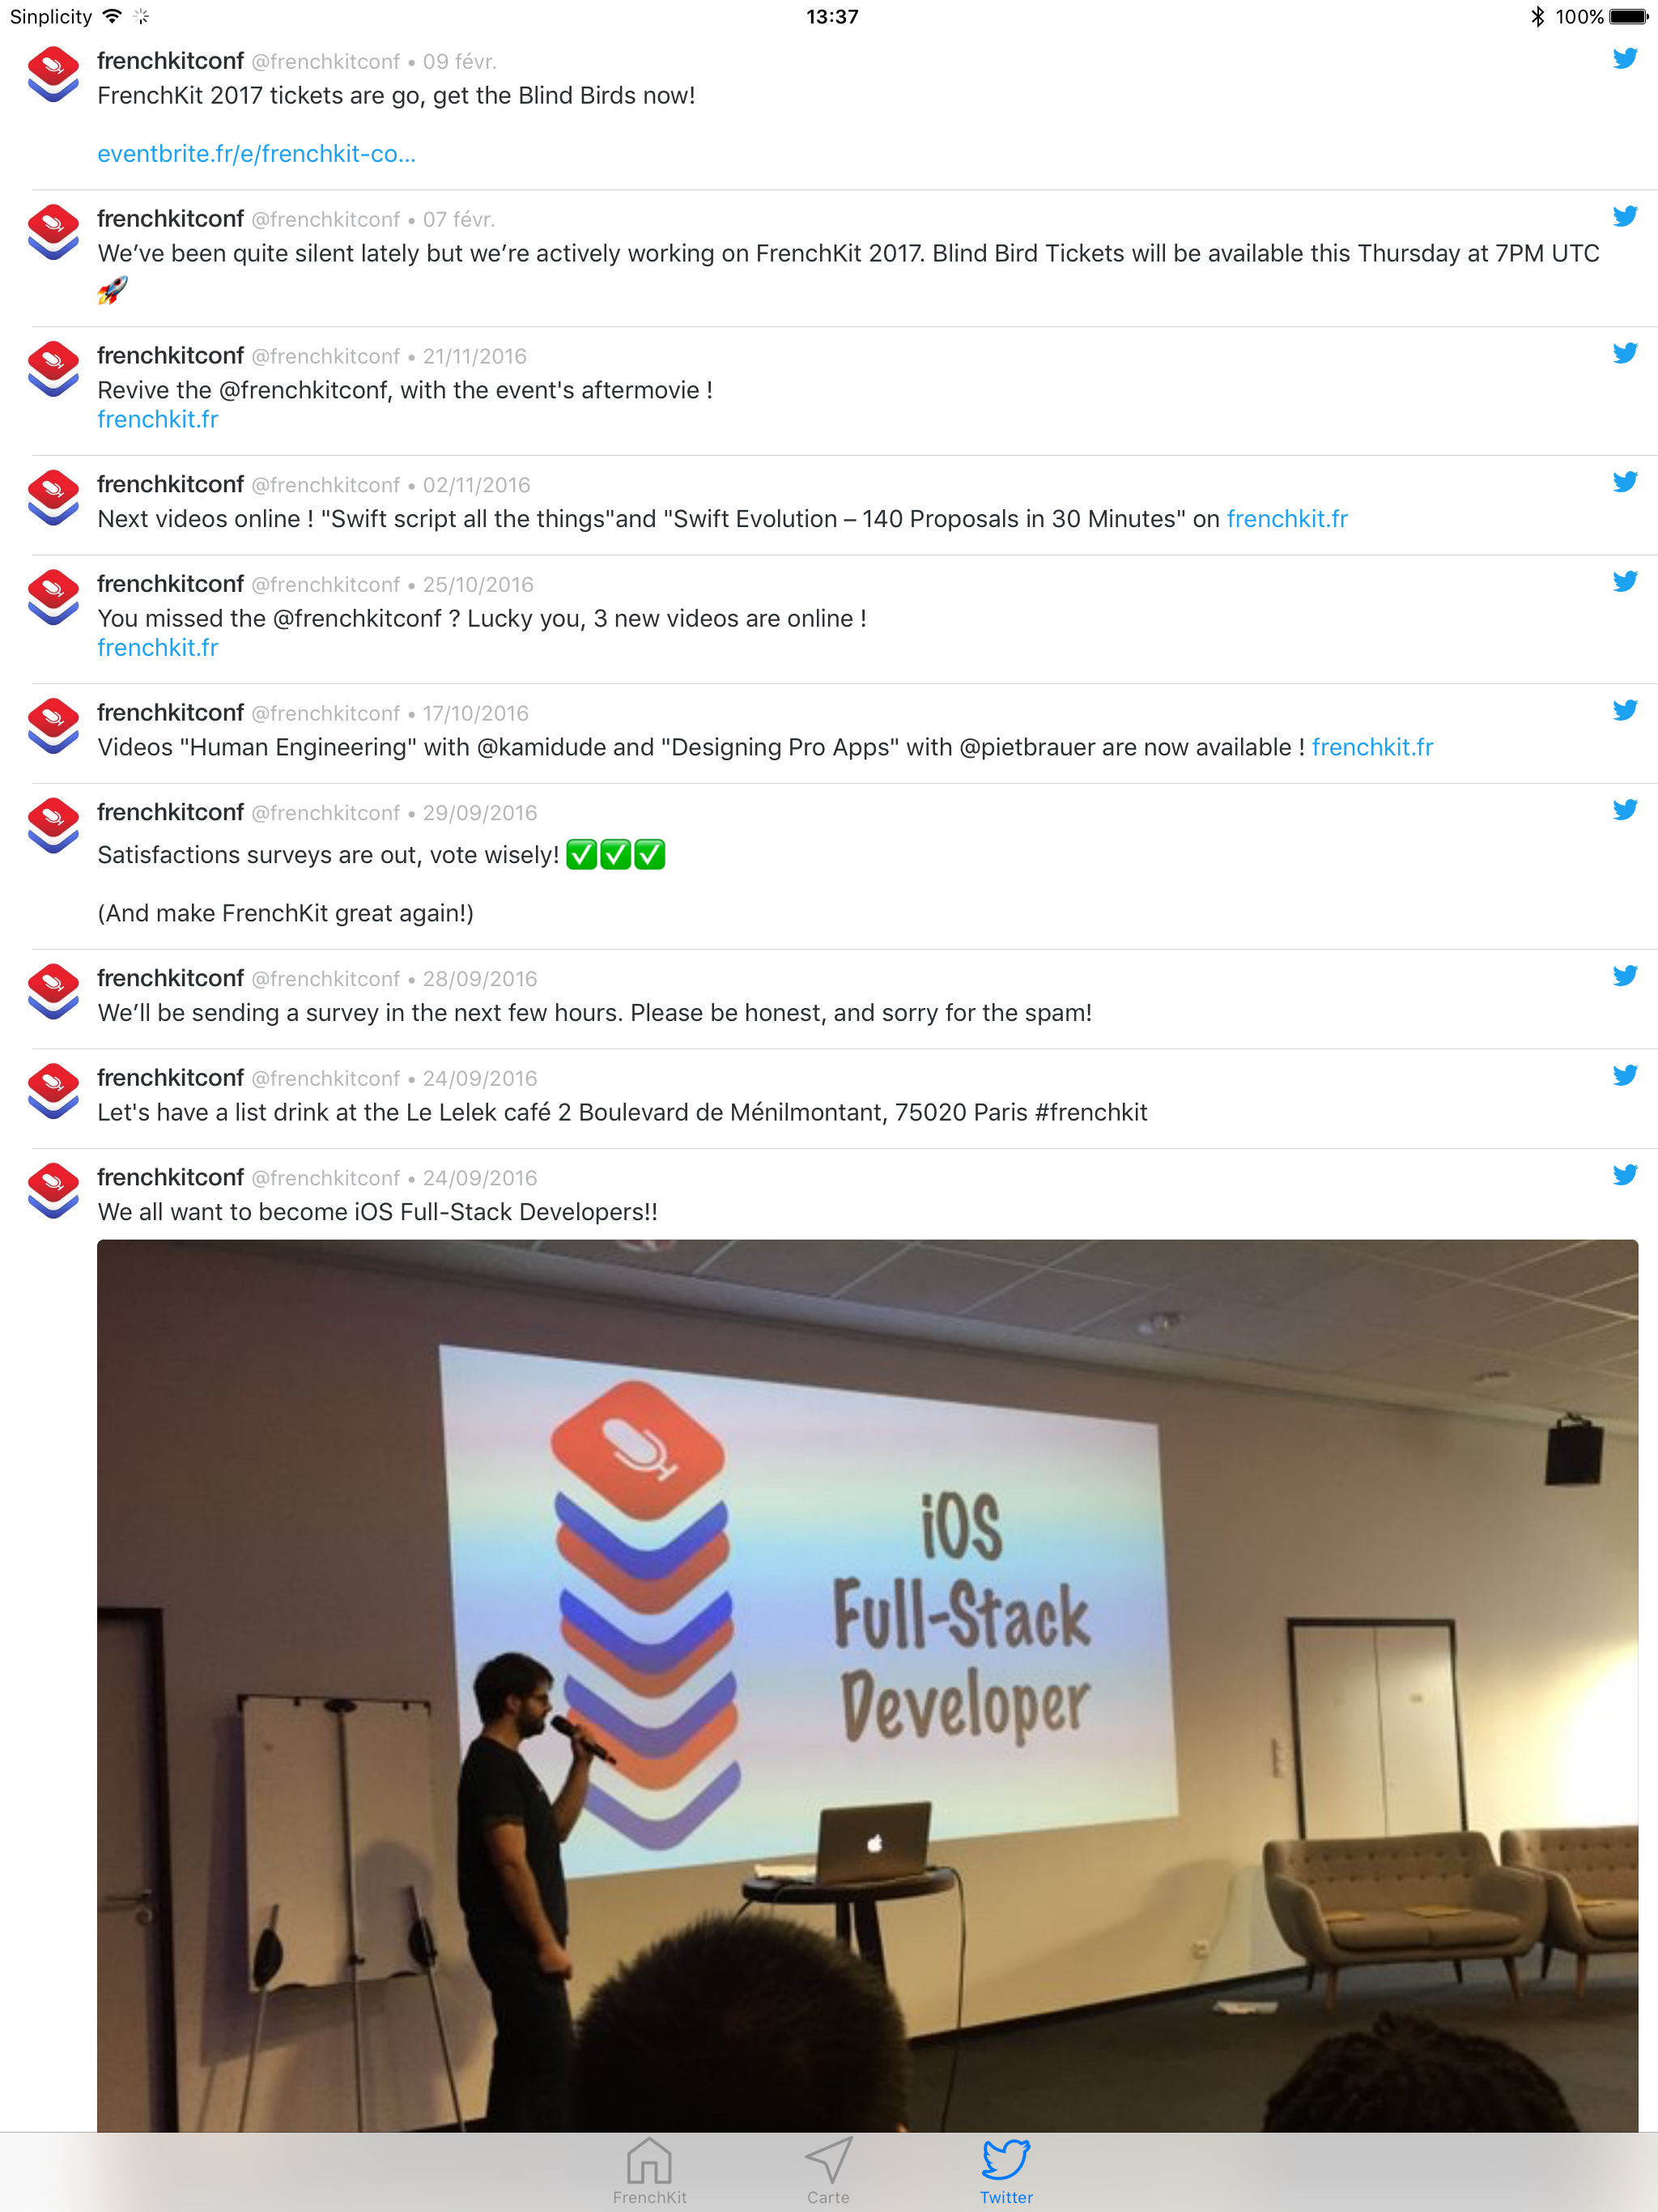 Sinplicity 13:37 100%
frenchkitconf @frenchkitconf • 09 févr.
FrenchKit 2017 tickets are go, get the Blind Birds now!
eventbrite.fr/e/frenchkit-co...
frenchkitconf @frenchkitconf • 07 févr.
We’ve been quite silent lately but we’re actively working on FrenchKit 2017. Blind Bird Tickets will be available this Thursday at 7PM UTC
🚀
frenchkitconf @frenchkitconf • 21/11/2016
Revive the @frenchkitconf, with the event's aftermovie !
frenchkit.fr
frenchkitconf @frenchkitconf • 02/11/2016
Next videos online ! "Swift script all the things"and "Swift Evolution – 140 Proposals in 30 Minutes" on frenchkit.fr
frenchkitconf @frenchkitconf • 25/10/2016
You missed the @frenchkitconf ? Lucky you, 3 new videos are online !
frenchkit.fr
frenchkitconf @frenchkitconf • 17/10/2016
Videos "Human Engineering" with @kamidude and "Designing Pro Apps" with @pietbrauer are now available ! frenchkit.fr
frenchkitconf @frenchkitconf • 29/09/2016
Satisfactions surveys are out, vote wisely! ✅✅✅
(And make FrenchKit great again!)
frenchkitconf @frenchkitconf • 28/09/2016
We’ll be sending a survey in the next few hours. Please be honest, and sorry for the spam!
frenchkitconf @frenchkitconf • 24/09/2016
Let's have a list drink at the Le Lelek café 2 Boulevard de Ménilmontant, 75020 Paris #frenchkit
frenchkitconf @frenchkitconf • 24/09/2016
We all want to become iOS Full-Stack Developers!!
iOS
Full-Stack
Developer
FrenchKit Carte Twitter